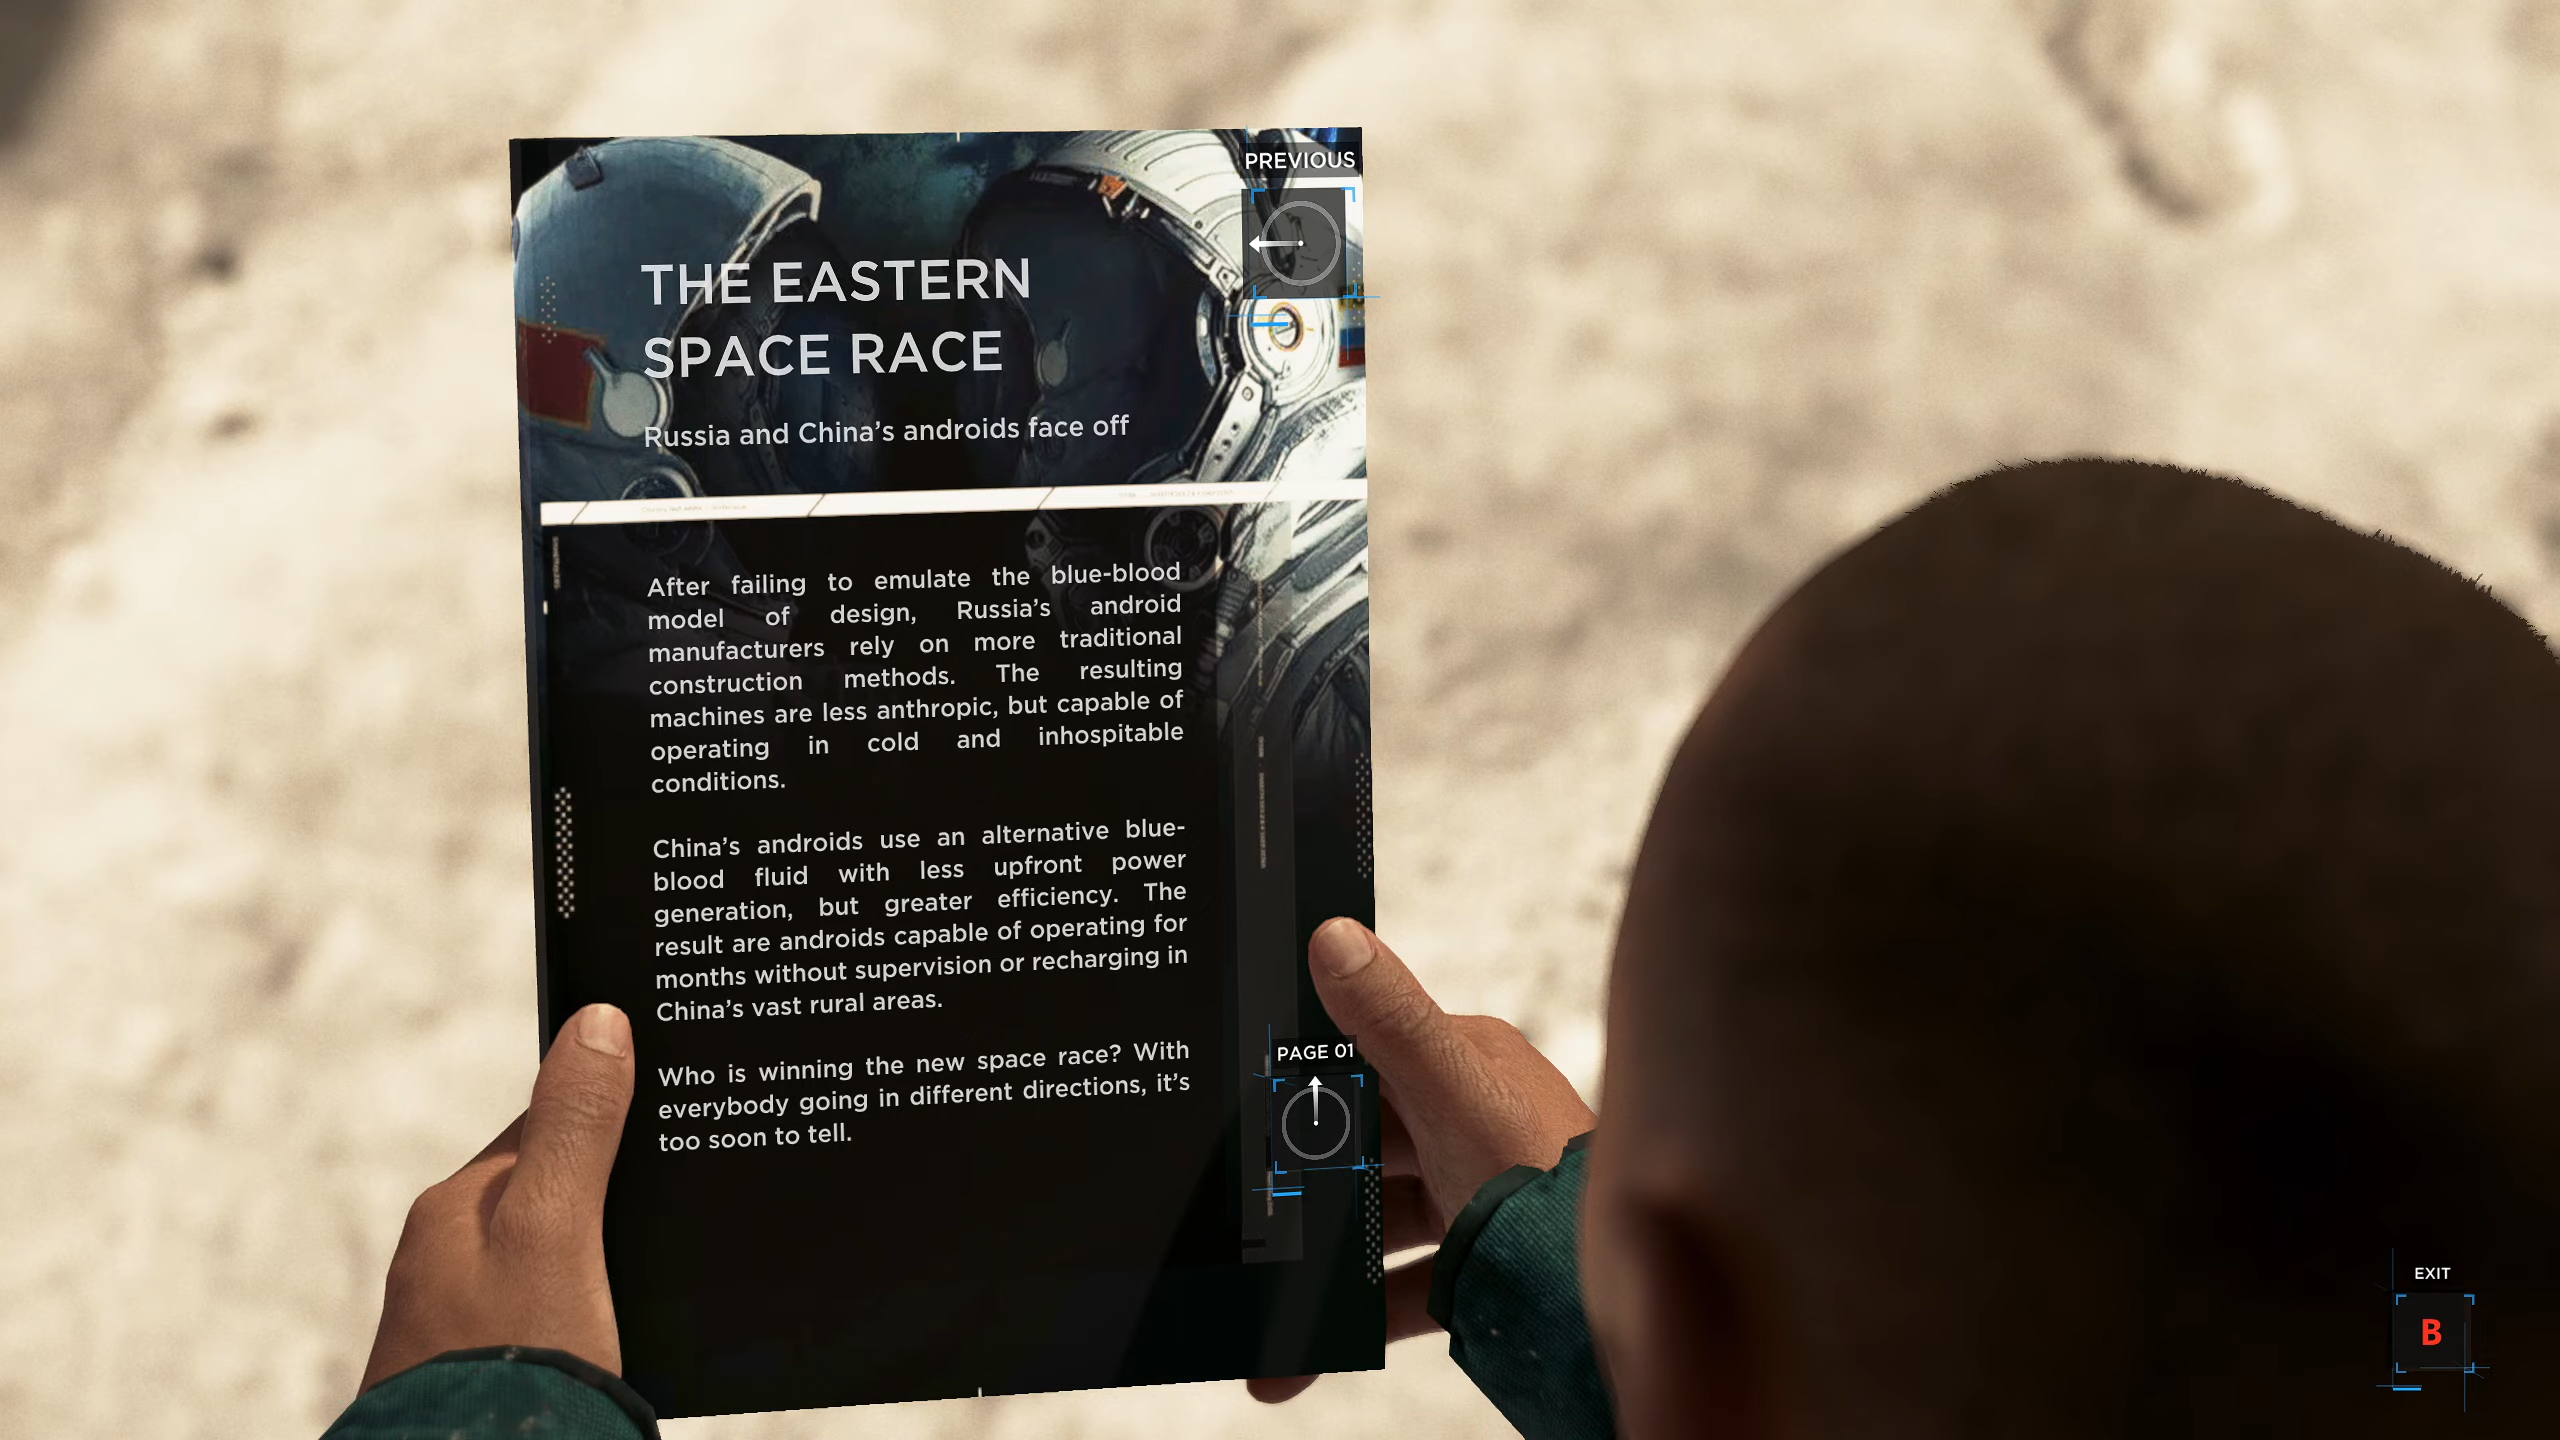 PREVIOUS
THE EASTERN
SPACE RACE
Russia and China's androids face off
After failing to emulate the blue-blood
model of design, Russia's android
manufacturers rely on more traditional
construction methods. The resulting
machines are less anthropic, but capable of
operating in cold and inhospitable
conditions.
China's androids use an alternative blue-
blood fluid with less upfront power
generation, but greater efficiency. The
result are androids capable of operating for
months without supervision or recharging in
China's vast rural areas.
Who is winning the new space race? With
everybody going in different directions, it's
too soon to tell.
PAGE 01
EXIT
B